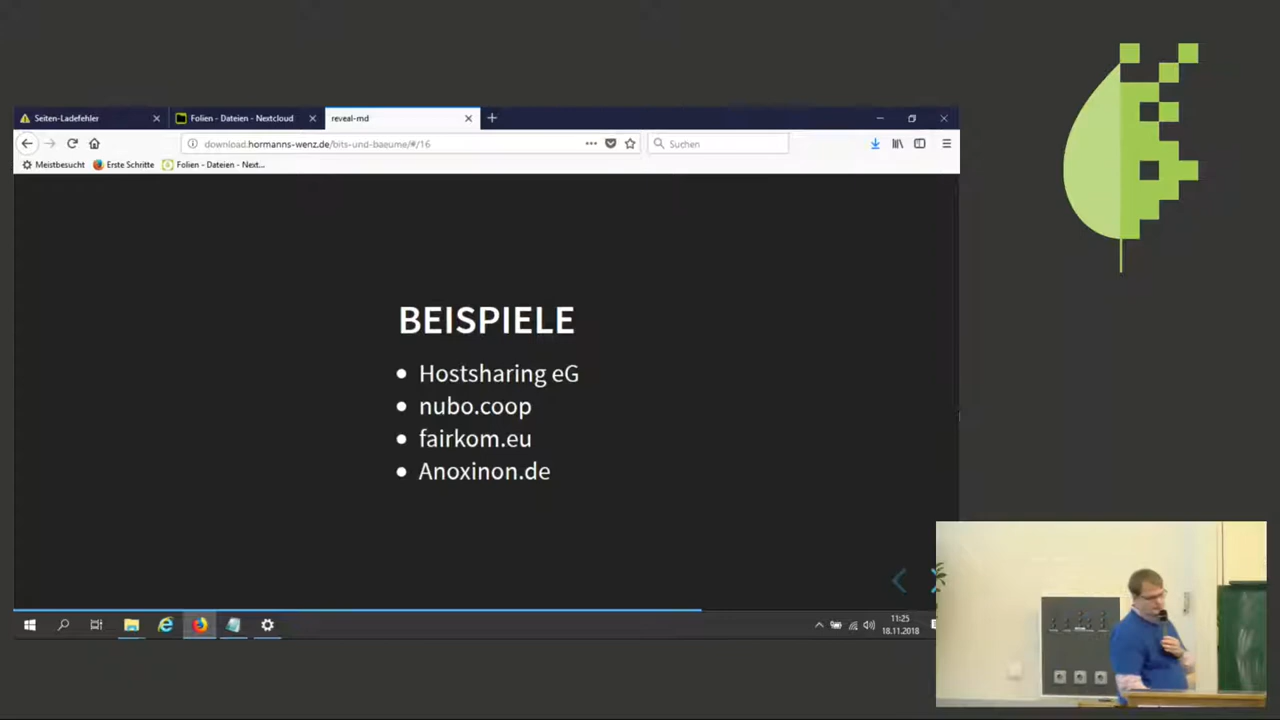 Seiten-Ladefehler
Folien - Dateien - Nextcloud
reveal-md
download.hormanns-wenz.de/bits-und-baeume/#/16
Suchen
Meistbesucht
Erste Schritte
Folien - Dateien - Next...
BEISPIELE
Hostsharing eG
nubo.coop
fairkom.eu
Anoxinon.de
11:25
18.11.2018